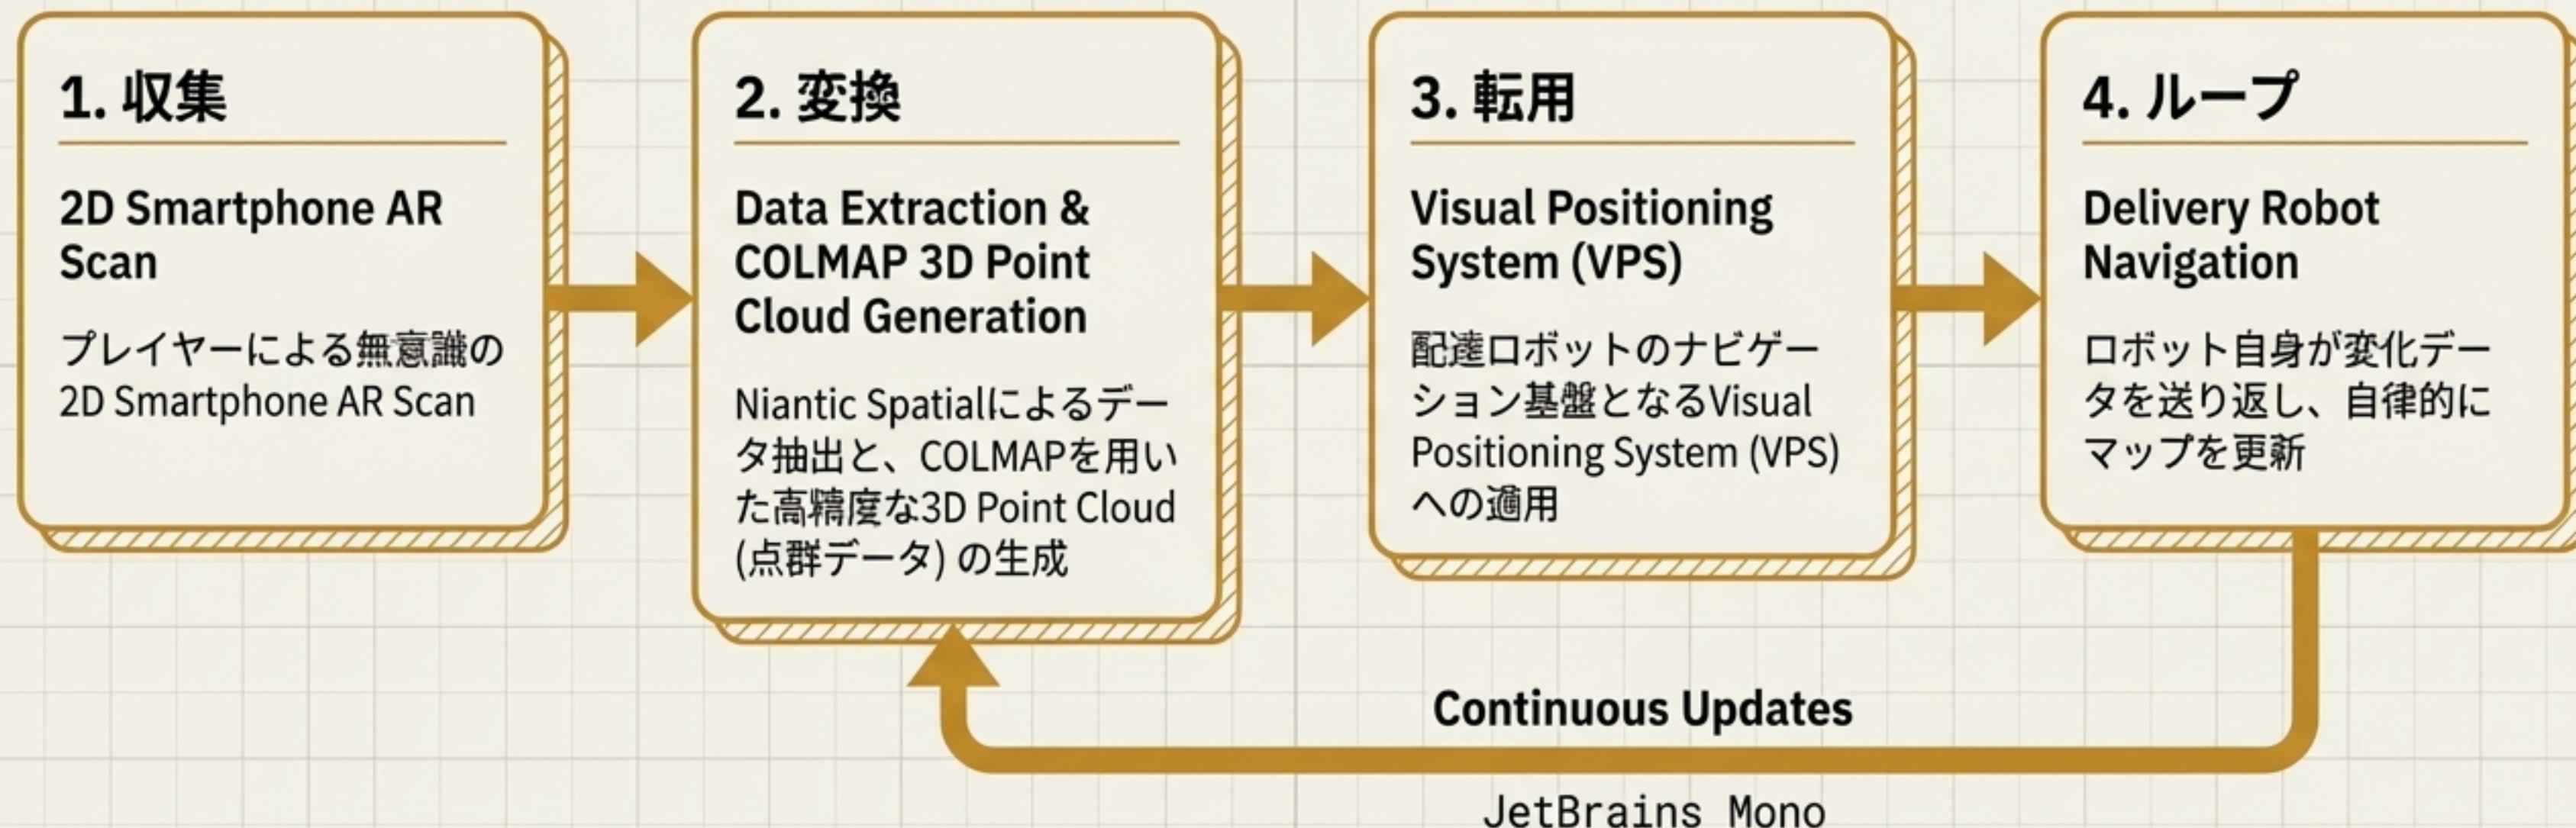 1. 収集
2D Smartphone AR
Scan
プレイヤーによる無意識の
2D Smartphone AR Scan
2. 変換
Data Extraction &
COLMAP 3D Point
Cloud Generation
Niantic Spatialによるデー
タ抽出と、COLMAPを用い
た高精度な3D Point Cloud
(点群データ) の生成
3. 転用
Visual Positioning
System (VPS)
配達ロボットのナビゲー
ション基盤となるVisual
Positioning System (VPS)
への適用
4. ループ
Delivery Robot
Navigation
ロボット自身が変化デー
タを送り返し、自律的に
マップを更新
Continuous Updates
JetBrains Mono